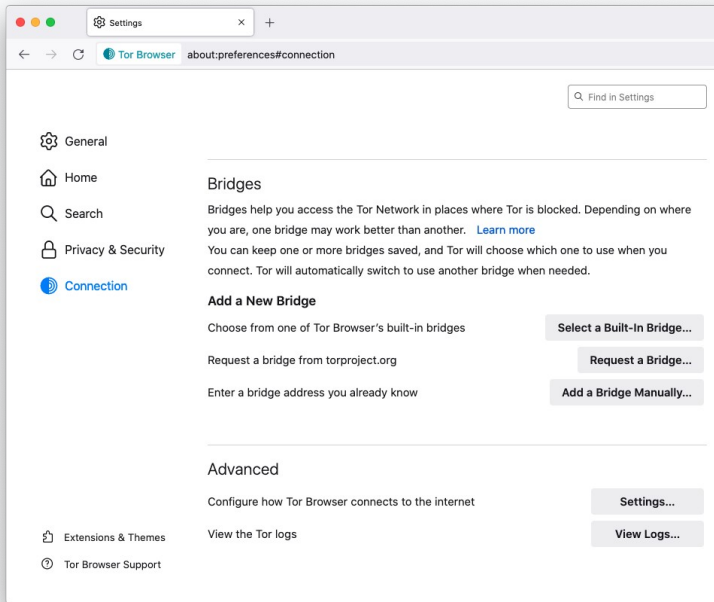 Settings
Tor Browser about:preferences#connection
Find in Settings
General
Home
Search
Privacy & Security
Connection
Extensions & Themes
Tor Browser Support
Bridges
Bridges help you access the Tor Network in places where Tor is blocked. Depending on where
you are, one bridge may work better than another. Learn more
You can keep one or more bridges saved, and Tor will choose which one to use when you
connect. Tor will automatically switch to use another bridge when needed.
Add a New Bridge
Choose from one of Tor Browser's built-in bridges Select a Built-In Bridge...
Request a bridge from torproject.org Request a Bridge...
Enter a bridge address you already know Add a Bridge Manually...
Advanced
Configure how Tor Browser connects to the internet Settings...
View the Tor logs View Logs...